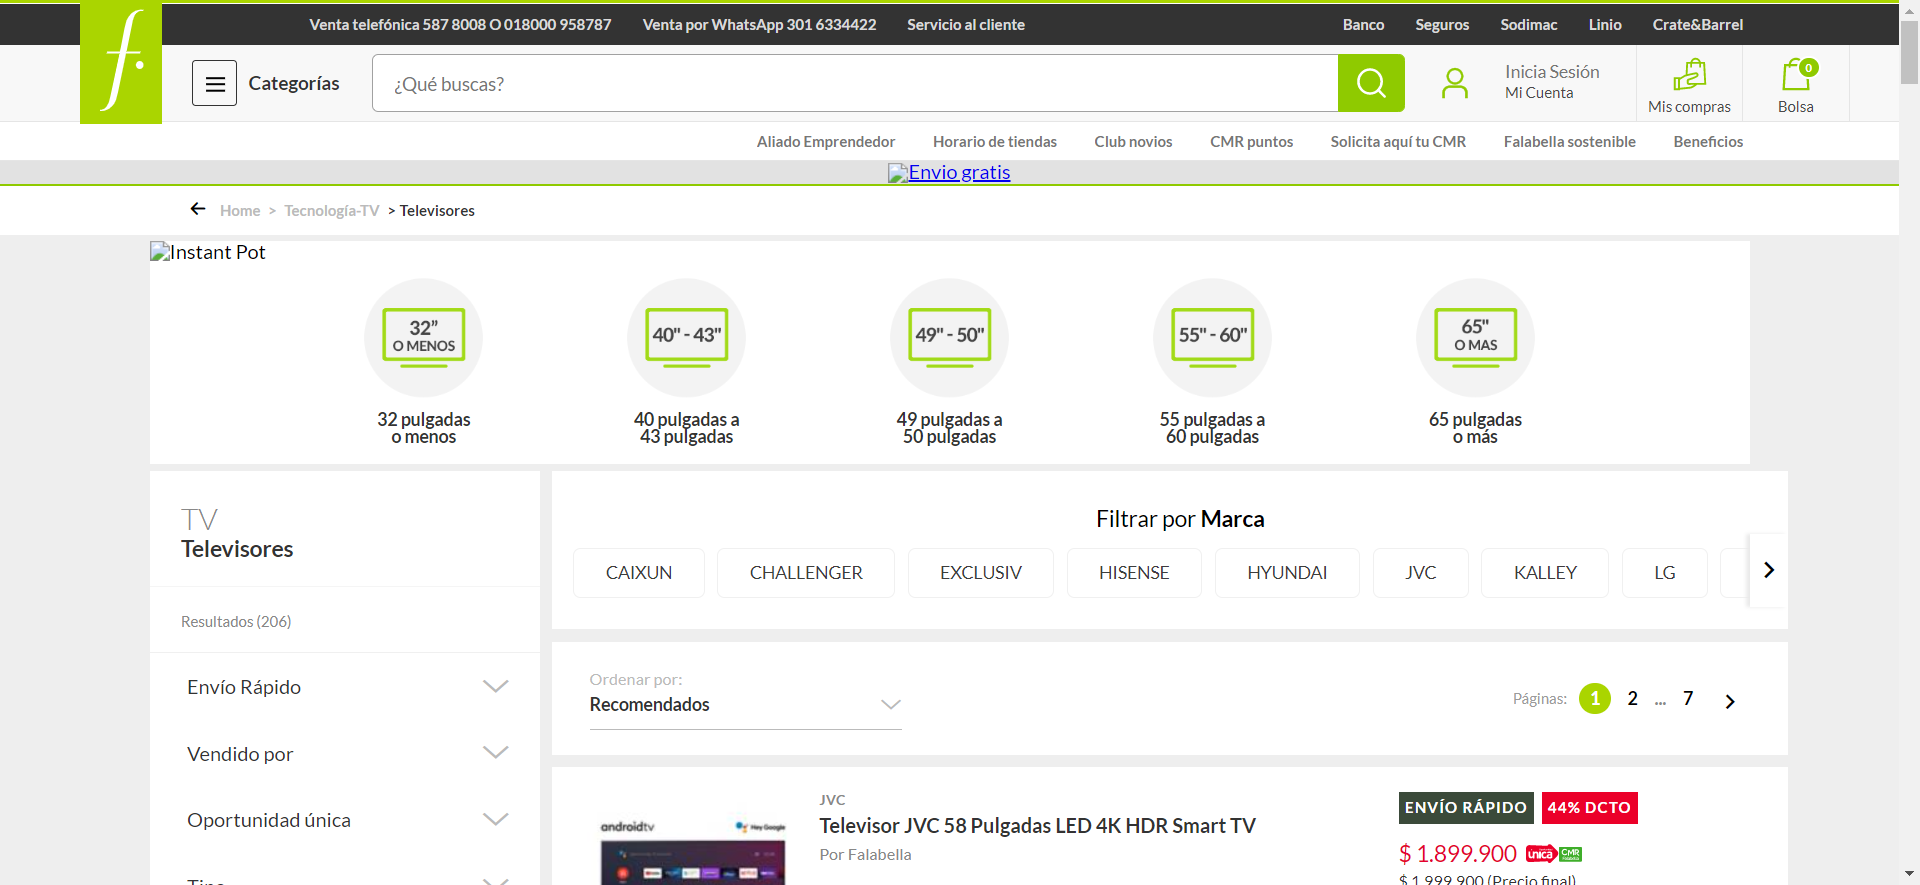 Venta telefónica 587 8008 O 018000 958787
Venta por WhatsApp 301 6334422
Servicio al cliente
Banco
Seguros
Sodimac
Linio
Crate&Barrel
f.
Categorías
¿Qué buscas?
Inicia Sesión
Mi Cuenta
Mis compras
0
Bolsa
Aliado Emprendedor
Horario de tiendas
Club novios
CMR puntos
Solicita aquí tu CMR
Falabella sostenible
Beneficios
Envio gratis
Home > Tecnología-TV > Televisores
Instant Pot
32”
O MENOS
40" - 43"
49" - 50"
55" - 60"
65"
O MAS
32 pulgadas
o menos
40 pulgadas a
43 pulgadas
49 pulgadas a
50 pulgadas
55 pulgadas a
60 pulgadas
65 pulgadas
o más
TV
Televisores
Resultados (206)
Envío Rápido
Vendido por
Oportunidad única
Tipo
Filtrar por Marca
CAIXUN
CHALLENGER
EXCLUSIV
HISENSE
HYUNDAI
JVC
KALLEY
LG
Ordenar por:
Recomendados
Páginas: 1 2 ... 7
androidtv
Hey Google
JVC
Televisor JVC 58 Pulgadas LED 4K HDR Smart TV
Por Falabella
ENVÍO RÁPIDO
44% DCTO
$ 1.899.900
única
CMR
$ 1.999.900 (Precio final)